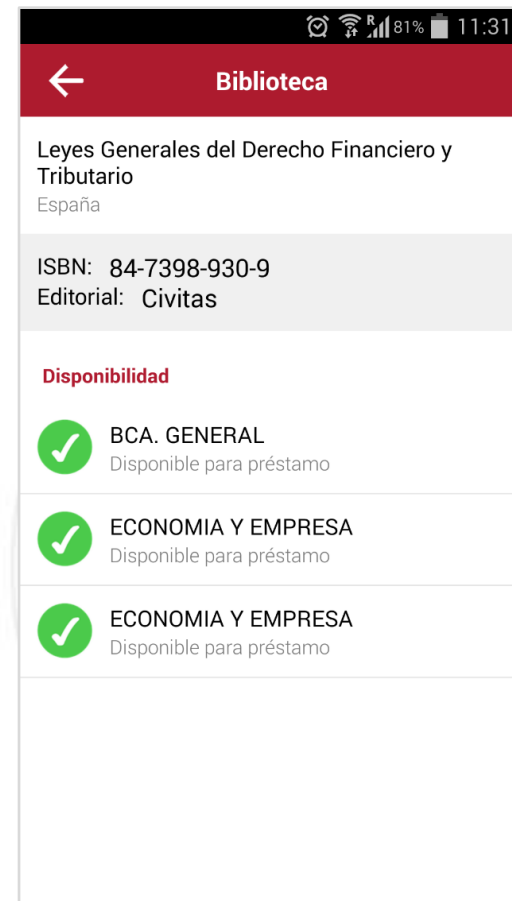 R 81% 11:31
Biblioteca
Leyes Generales del Derecho Financiero y
Tributario
España
ISBN: 84-7398-930-9
Editorial: Civitas
Disponibilidad
BCA. GENERAL
Disponible para préstamo
ECONOMIA Y EMPRESA
Disponible para préstamo
ECONOMIA Y EMPRESA
Disponible para préstamo